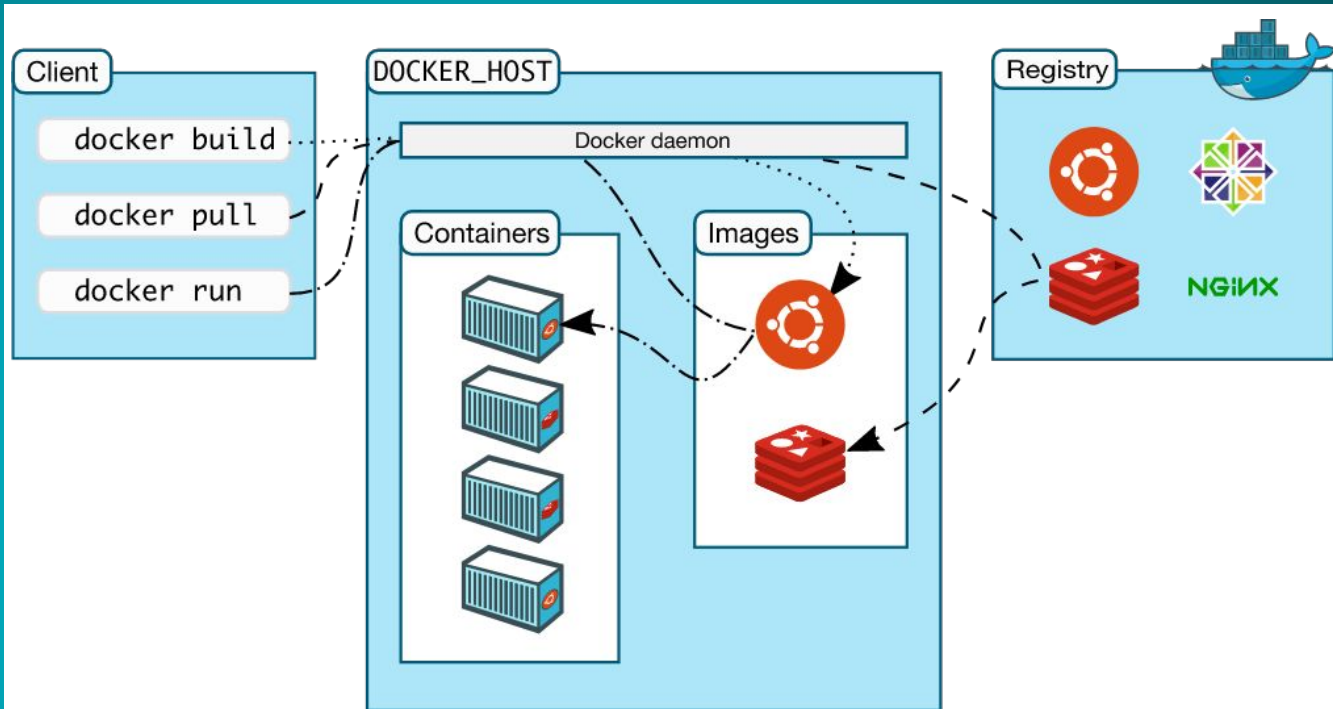 Client
docker build
docker pull
docker run
DOCKER_HOST
Docker daemon
Containers
Images
Registry
NGINX